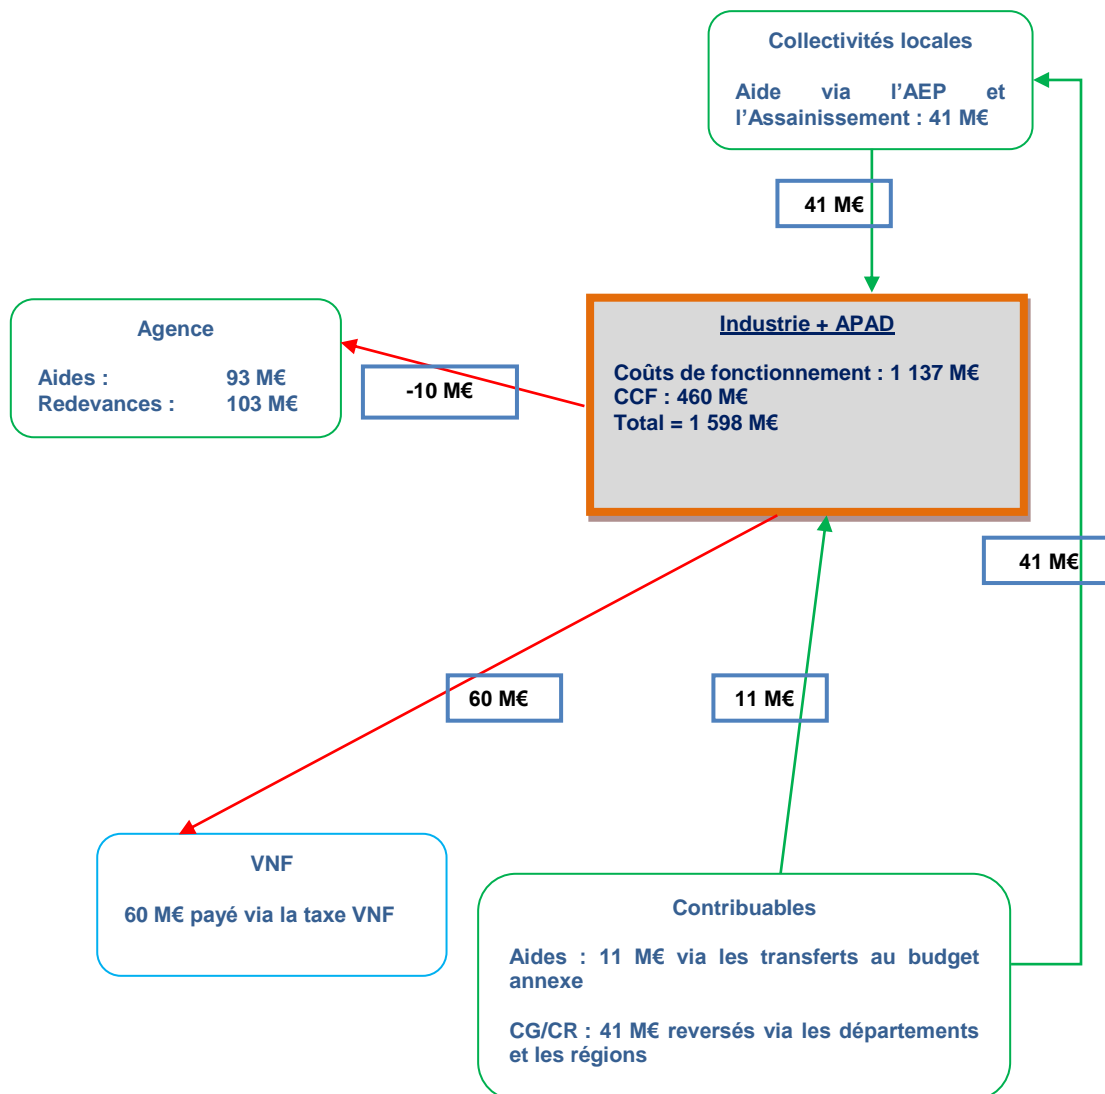 Collectivités locales
Aide via l'AEP et
l'Assainissement : 41 M€
41 M€
Agence
Aides : 93 M€
Redevances : 103 M€
-10 M€
Industrie + APAD
Coûts de fonctionnement : 1 137 M€
CCF : 460 M€
Total = 1 598 M€
41 M€
60 M€
11 M€
VNF
60 M€ payé via la taxe VNF
Contribuables
Aides : 11 M€ via les transferts au budget
annexe
CG/CR : 41 M€ reversés via les départements
et les régions